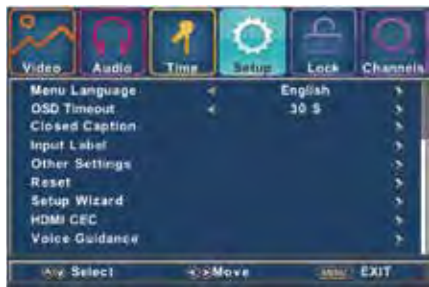 Video Audio Time Setup Lock Channels
Menu Language English
OSD Timeout 30 S
Closed Caption
Input Label
Other Settings
Reset
Setup Wizard
HDMI CEC
Voice Guidance
Select Move MENU EXIT